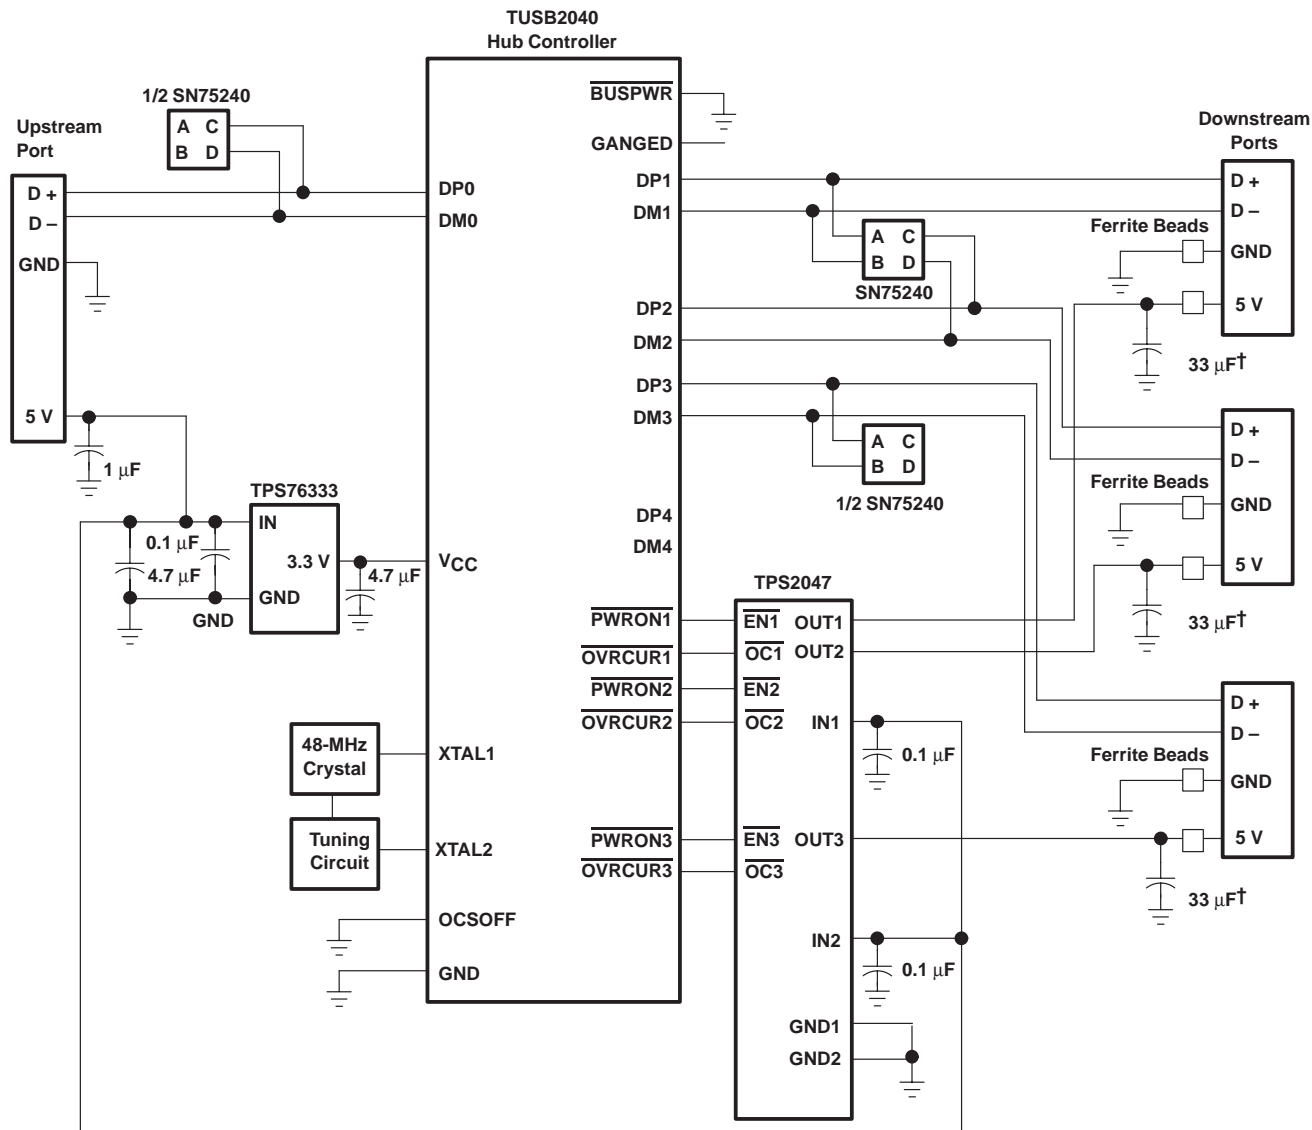 TUSB2040
Hub Controller
1/2 SN75240
A C
B D
Upstream
Port
D +
D –
GND
5 V
1 μF
TPS76333
IN
3.3 V
GND
0.1 μF
4.7 μF
GND
4.7 μF
48-MHz
Crystal
Tuning
Circuit
DP0
DM0
VCC
XTAL1
XTAL2
OCSOFF
GND
BUSPWR
GANGED
DP1
DM1
DP2
DM2
DP3
DM3
DP4
DM4
PWRON1
OVRCUR1
PWRON2
OVRCUR2
PWRON3
OVRCUR3
A C
B D
SN75240
A C
B D
1/2 SN75240
TPS2047
EN1 OUT1
OC1 OUT2
EN2
OC2 IN1
EN3 OUT3
OC3
IN2
GND1
GND2
0.1 μF
0.1 μF
Downstream
Ports
D +
D –
Ferrite Beads
GND
5 V
33 μF†
D +
D –
Ferrite Beads
GND
5 V
33 μF†
D +
D –
Ferrite Beads
GND
5 V
33 μF†